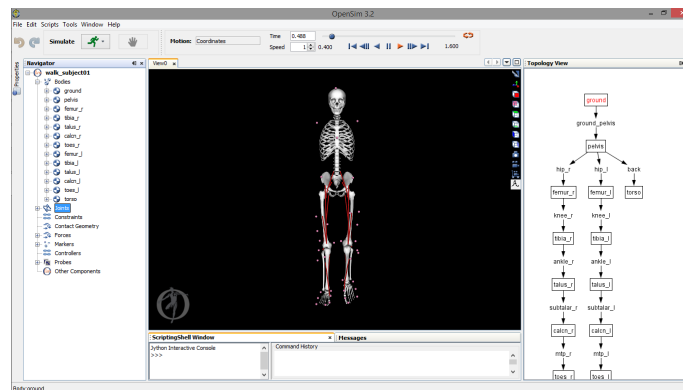 OpenSim 3.2
File Edit Scripts Tools Window Help
Simulate
Motion: Coordinates
Time 0.488
Speed 1 0.400 1.600
Properties
Navigator
walk_subject01
Bodies
ground
pelvis
femur_r
tibia_r
talus_r
calcn_r
toes_r
femur_l
tibia_l
talus_l
calcn_l
toes_l
torso
Joints
Constraints
Contact Geometry
Forces
Markers
Controllers
Probes
Other Components
View0
ScriptingShell Window
Jython Interactive Console
>>>
Messages
Command History
Topology View
ground
ground_pelvis
pelvis
hip_r hip_l back
femur_r femur_l torso
knee_r knee_l
tibia_r tibia_l
ankle_r ankle_l
talus_r talus_l
subtalar_r subtalar_l
calcn_r calcn_l
mtp_r mtp_l
toes_r toes_l
Body:ground